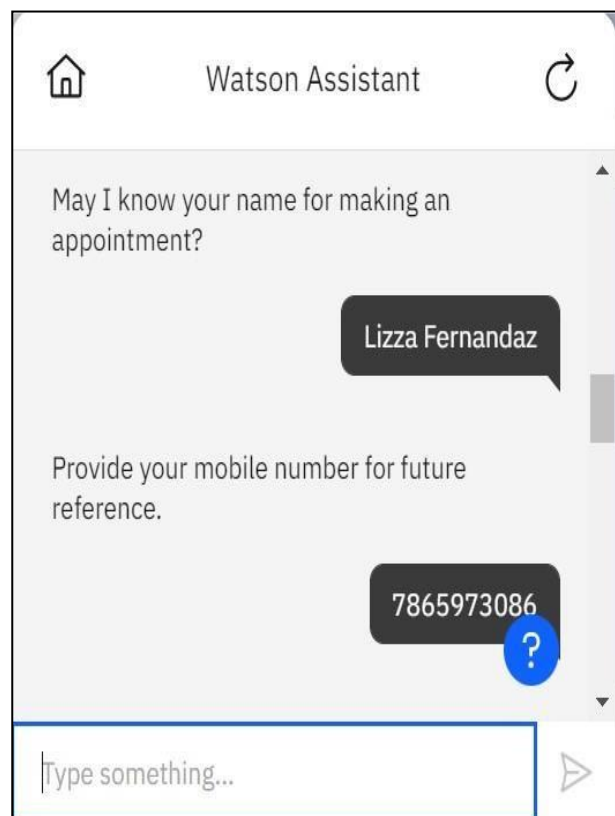 Watson Assistant
May I know your name for making an
appointment?
Lizza Fernandaz
Provide your mobile number for future
reference.
7865973086
?
Type something...